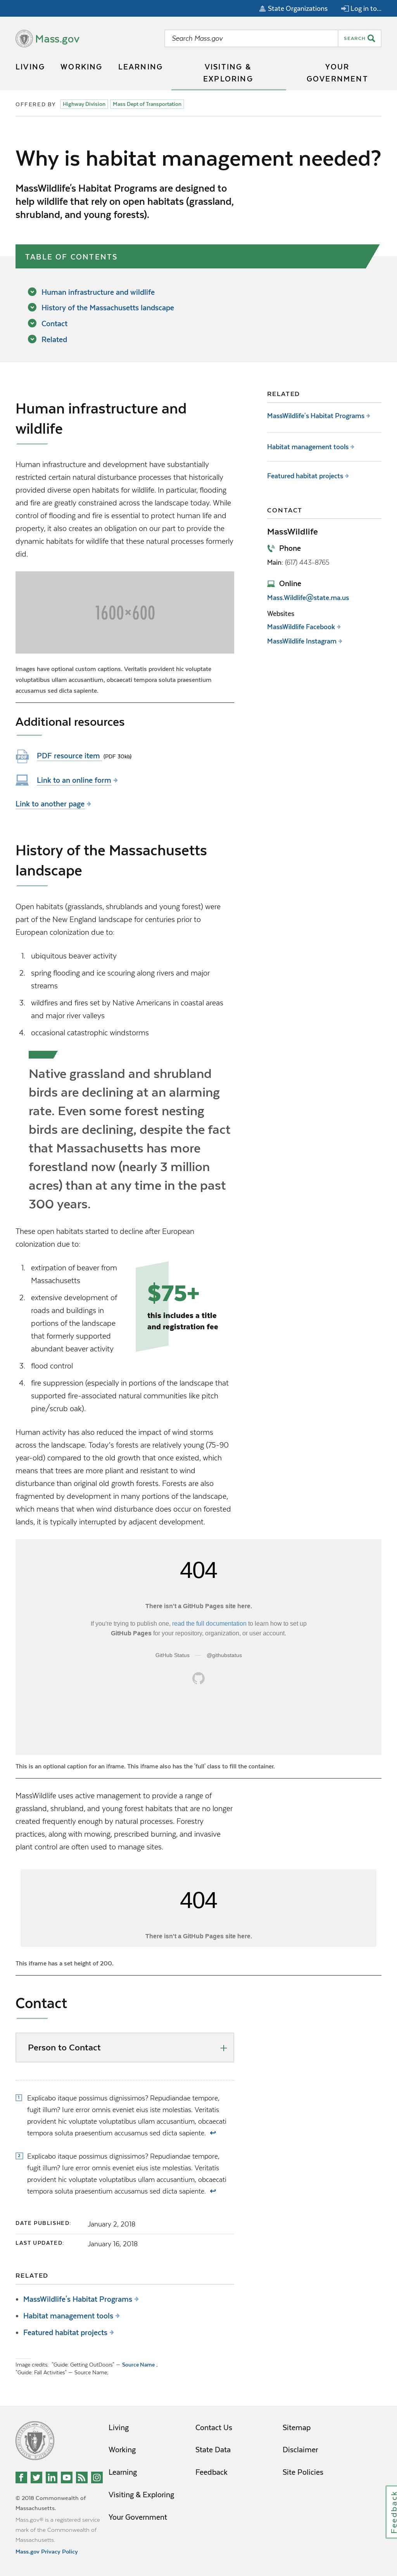 State Organizations
Log in to...
Mass.gov
Search Mass.gov
SEARCH
LIVING
WORKING
LEARNING
VISITING &
EXPLORING
YOUR
GOVERNMENT
OFFERED BY
Highway Division
Mass Dept of Transportation
Why is habitat management needed?
MassWildlife's Habitat Programs are designed to
help wildlife that rely on open habitats (grassland,
shrubland, and young forests).
TABLE OF CONTENTS
Human infrastructure and wildlife
History of the Massachusetts landscape
Contact
Related
Human infrastructure and
wildlife
Human infrastructure and development have substantially
restricted certain natural disturbance processes that historically
provided diverse open habitats for wildlife. In particular, flooding
and fire are greatly constrained across the landscape today. While
control of flooding and fire is essential to protect human life and
property, it also creates an obligation on our part to provide the
dynamic habitats for wildlife that these natural processes formerly
did.
1600×600
Images have optional custom captions. Veritatis provident hic voluptate
voluptatibus ullam accusantium, obcaecati tempora soluta praesentium
accusamus sed dicta sapiente.
Additional resources
PDF resource item (PDF 30kb)
Link to an online form
Link to another page
RELATED
MassWildlife's Habitat Programs
Habitat management tools
Featured habitat projects
CONTACT
MassWildlife
Phone
Main: (617) 443-8765
Online
Mass.Wildlife@state.ma.us
Websites
MassWildlife Facebook
MassWildlife Instagram
History of the Massachusetts
landscape
Open habitats (grasslands, shrublands and young forest) were
part of the New England landscape for centuries prior to
European colonization due to:
1. ubiquitous beaver activity
2. spring flooding and ice scouring along rivers and major
streams
3. wildfires and fires set by Native Americans in coastal areas
and major river valleys
4. occasional catastrophic windstorms
Native grassland and shrubland
birds are declining at an alarming
rate. Even some forest nesting
birds are declining, despite the fact
that Massachusetts has more
forestland now (nearly 3 million
acres) than at any time in the past
300 years.
These open habitats started to decline after European
colonization due to:
1. extirpation of beaver from
Massachusetts
2. extensive development of
roads and buildings in
portions of the landscape
that formerly supported
abundant beaver activity
$75+
this includes a title
and registration fee
3. flood control
4. fire suppression (especially in portions of the landscape that
supported fire-associated natural communities like pitch
pine/scrub oak).
Human activity has also reduced the impact of wind storms
across the landscape. Today's forests are relatively young (75-90
year-old) compared to the old growth that once existed, which
means that trees are more pliant and resistant to wind
disturbance than original old growth forests. Forests are also
fragmented by development in many portions of the landscape,
which means that when wind disturbance does occur on forested
lands, it is typically interrupted by adjacent development.
404
There isn't a GitHub Pages site here.
If you're trying to publish one, read the full documentation to learn how to set up
GitHub Pages for your repository, organization, or user account.
GitHub Status — @githubstatus
This is an optional caption for an iframe. This iframe also has the 'full' class to fill the container.
MassWildlife uses active management to provide a range of
grassland, shrubland, and young forest habitats that are no longer
created frequently enough by natural processes. Forestry
practices, along with mowing, prescribed burning, and invasive
plant control are often used to manage sites.
404
There isn't a GitHub Pages site here.
This iframe has a set height of 200.
Contact
Person to Contact
1 Explicabo itaque possimus dignissimos? Repudiandae tempore,
fugit illum? Iure error omnis eveniet eius iste molestias. Veritatis
provident hic voluptate voluptatibus ullam accusantium, obcaecati
tempora soluta praesentium accusamus sed dicta sapiente. ↩
2 Explicabo itaque possimus dignissimos? Repudiandae tempore,
fugit illum? Iure error omnis eveniet eius iste molestias. Veritatis
provident hic voluptate voluptatibus ullam accusantium, obcaecati
tempora soluta praesentium accusamus sed dicta sapiente. ↩
DATE PUBLISHED: January 2, 2018
LAST UPDATED: January 16, 2018
RELATED
MassWildlife's Habitat Programs
Habitat management tools
Featured habitat projects
Image credits: "Guide: Getting OutDoors" — Source Name ;
"Guide: Fall Activities" — Source Name,
Living
Working
Learning
Visiting & Exploring
Your Government
Contact Us
State Data
Feedback
Sitemap
Disclaimer
Site Policies
© 2018 Commonwealth of
Massachusetts.
Mass.gov® is a registered service
mark of the Commonwealth of
Massachusetts.
Mass.gov Privacy Policy
Feedback